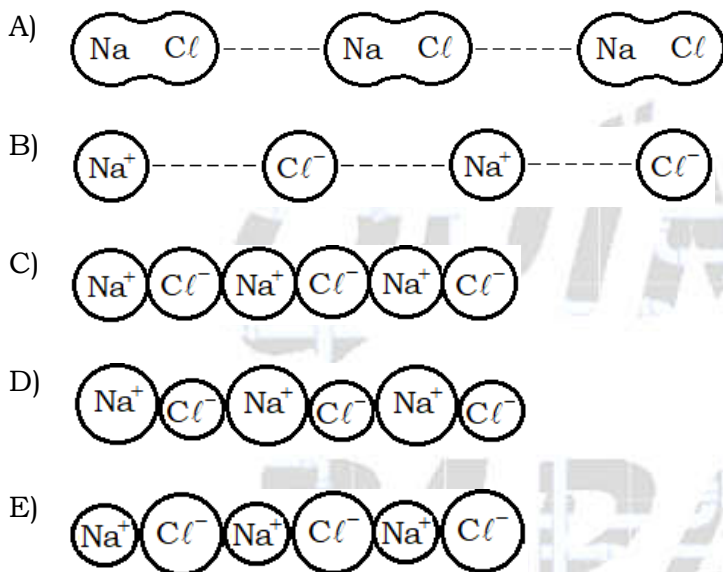 A) Na Cℓ Na Cℓ Na Cℓ
B) Na⁺ Cℓ⁻ Na⁺ Cℓ⁻
C) Na⁺ Cℓ⁻ Na⁺ Cℓ⁻ Na⁺ Cℓ⁻
D) Na⁺ Cℓ⁻ Na⁺ Cℓ⁻ Na⁺ Cℓ⁻
E) Na⁺ Cℓ⁻ Na⁺ Cℓ⁻ Na⁺ Cℓ⁻